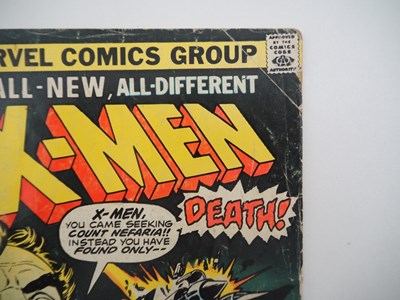 RVEL COMICS GROUP
APPROVED
BY THE
COMICS
CODE
AUTHORITY
ALL-NEW, ALL-DIFFERENT
X-MEN
X-MEN,
YOU CAME SEEKING
COUNT NEFARIA!!
INSTEAD YOU HAVE
FOUND ONLY--
DEATH!